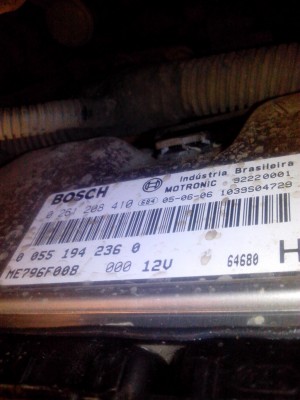 BOSCH
Indústria Brasileira
MOTRONIC 92220001
0 261 208 410 05-06-06 1039S04728
0 055 194 236 0
ME796F008 000 12V 64680
H